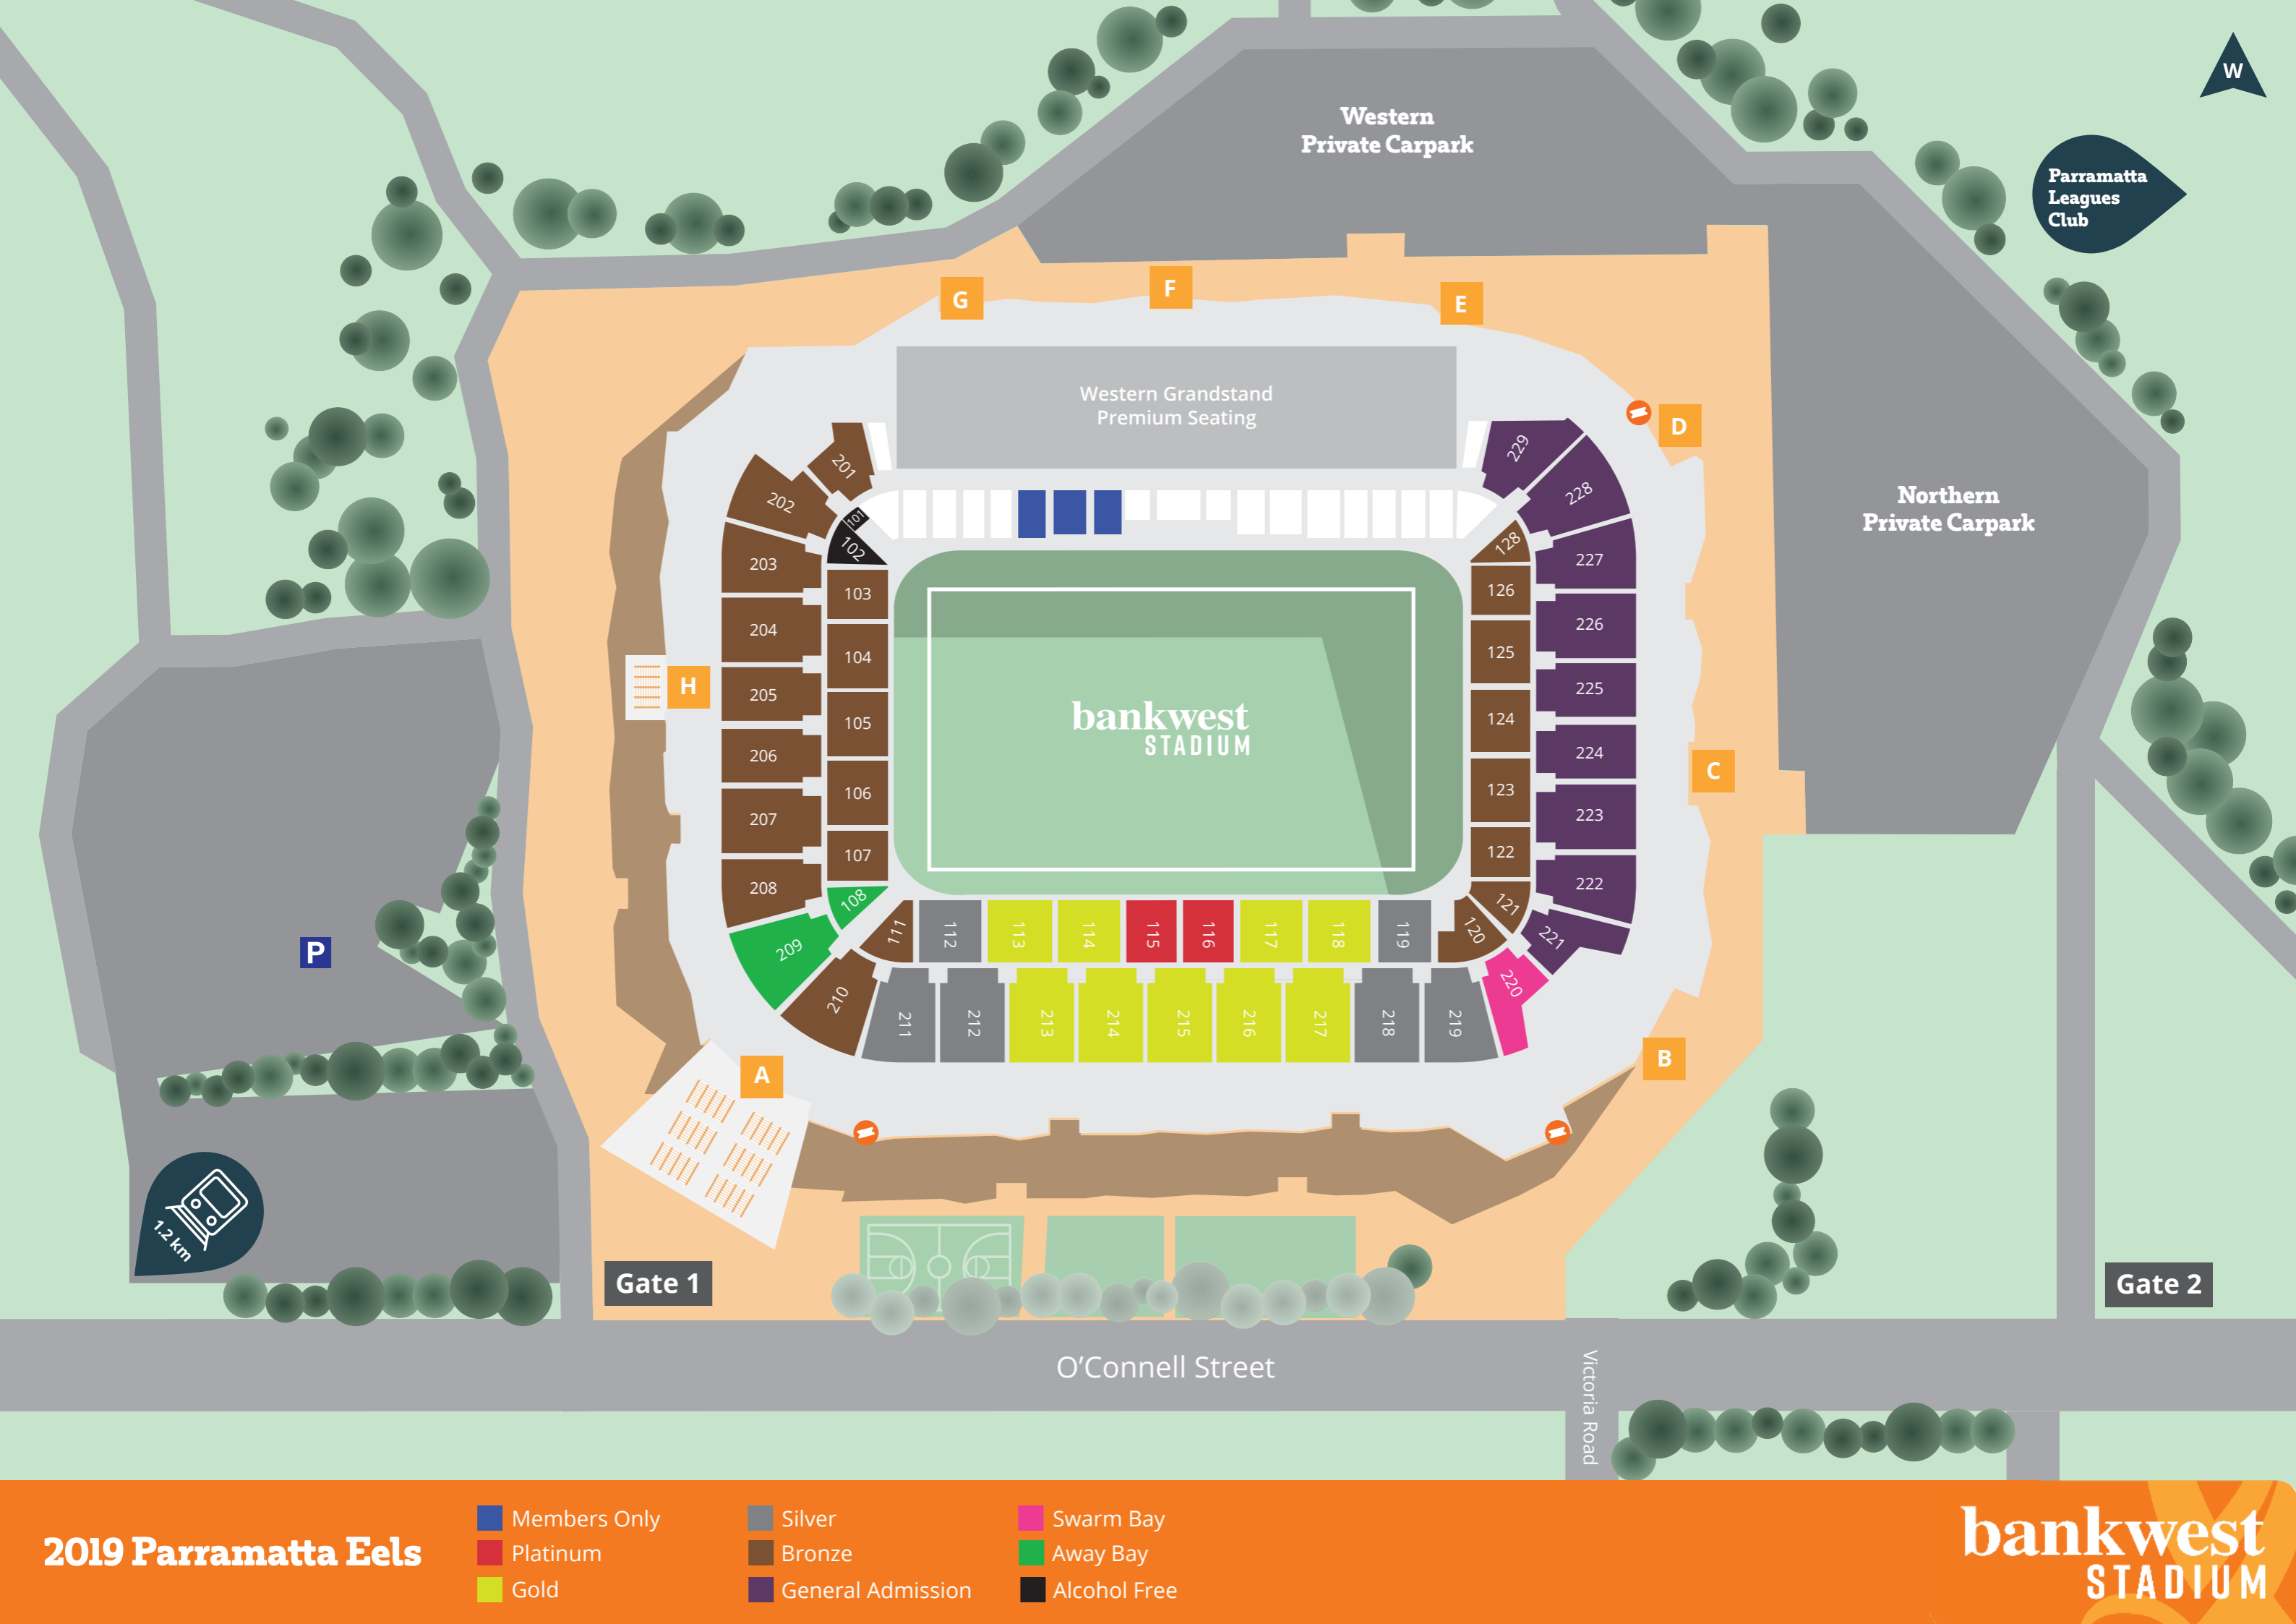 W
Western
Private Carpark
Parramatta
Leagues
Club
G
F
E
D
Western Grandstand
Premium Seating
Northern
Private Carpark
201
202
203
204
205
206
207
208
209
210
211
212
213
214
215
216
217
218
219
220
221
222
223
224
225
226
227
228
229
101
102
103
104
105
106
107
108
111
112
113
114
115
116
117
118
119
120
121
122
123
124
125
126
128
bankwest
STADIUM
H
C
P
A
B
1.2 km
Gate 1
Gate 2
O'Connell Street
Victoria Road
2019 Parramatta Eels
Members Only
Platinum
Gold
Silver
Bronze
General Admission
Swarm Bay
Away Bay
Alcohol Free
bankwest
STADIUM